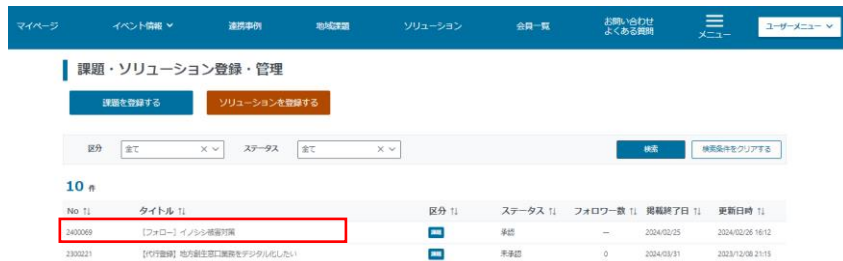 マイページ
イベント情報
連携事例
地域課題
ソリューション
会員一覧
お問い合わせ
よくある質問
メニュー
ユーザーメニュー
課題・ソリューション登録・管理
課題を登録する
ソリューションを登録する
区分 全て ステータス 全て 検索 検索条件をクリアする
10 件
No タイトル 区分 ステータス フォロワー数 掲載終了日 更新日時
2400069 【フォロー】イノシシ被害対策 課題 承認 ー 2024/02/25 2024/02/26 16:12
2300221 【代行登録】地方創生窓口業務をデジタル化したい 課題 未承認 0 2024/03/31 2023/12/08 21:13